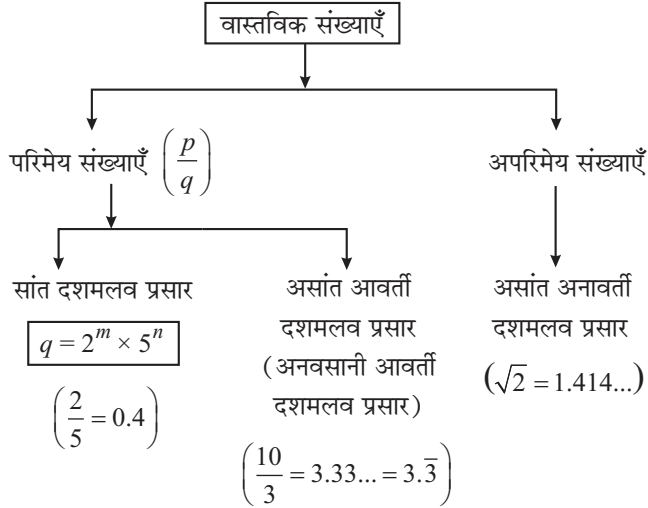 वास्तविक संख्याएँ
परिमेय संख्याएँ (p/q)
अपरिमेय संख्याएँ
सांत दशमलव प्रसार
q = 2^m × 5^n
(2/5 = 0.4)
असांत आवर्ती
दशमलव प्रसार
(अनवसानी आवर्ती
दशमलव प्रसार)
(10/3 = 3.33... = 3.3̅)
असांत अनावर्ती
दशमलव प्रसार
(√2 = 1.414...)